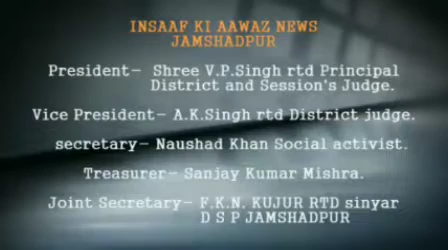 INSAAF KI AAWAZ NEWS
JAMSHADPUR
President- Shree V.P.Singh rtd Principal
District and Session's Judge.
Vice President- A.K.Singh rtd District judge.
secretary- Naushad Khan Social activist.
Treasurer- Sanjay Kumar Mishra.
Joint Secretary- F.K.N. KUJUR RTD sinyar
D S P JAMSHADPUR